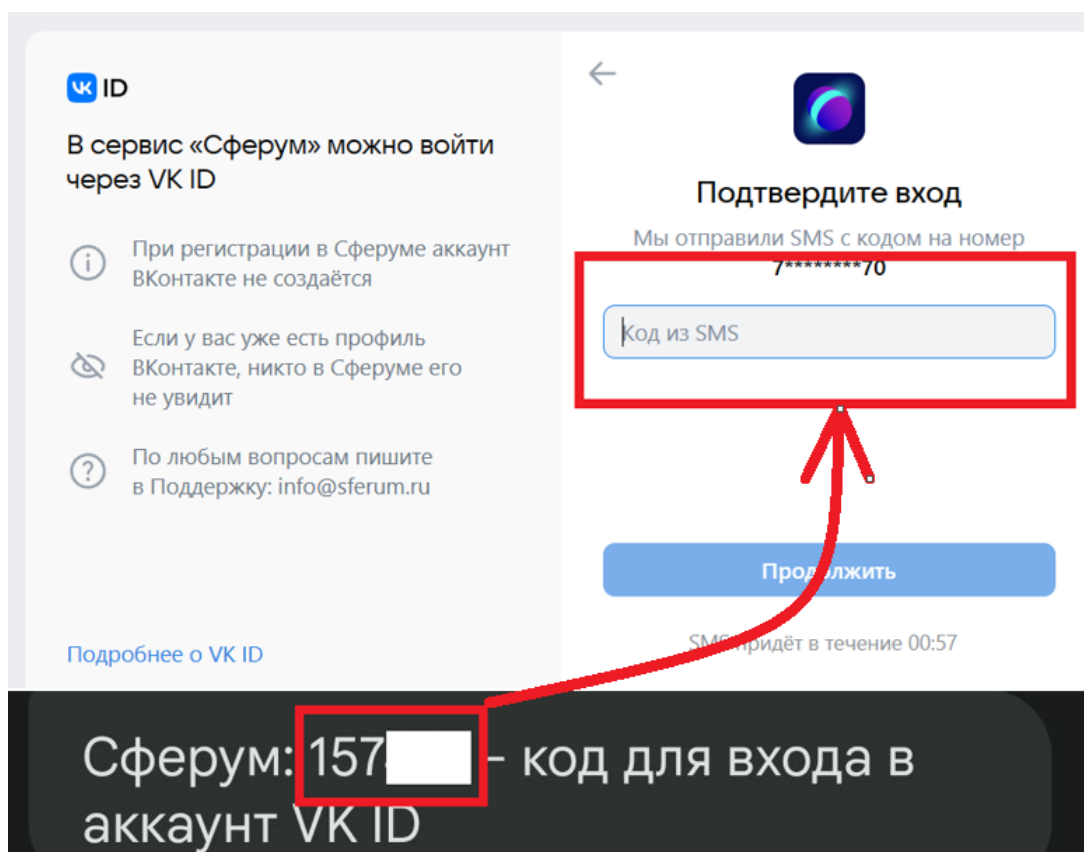 VK ID
В сервис «Сферум» можно войти
через VK ID
При регистрации в Сферуме аккаунт
ВКонтакте не создаётся
Если у вас уже есть профиль
ВКонтакте, никто в Сферуме его
не увидит
По любым вопросам пишите
в Поддержку: info@sferum.ru
Подробнее о VK ID
Подтвердите вход
Мы отправили SMS с кодом на номер
7********70
Код из SMS
Продолжить
SMS придёт в течение 00:57
Сферум: 157 – код для входа в
аккаунт VK ID